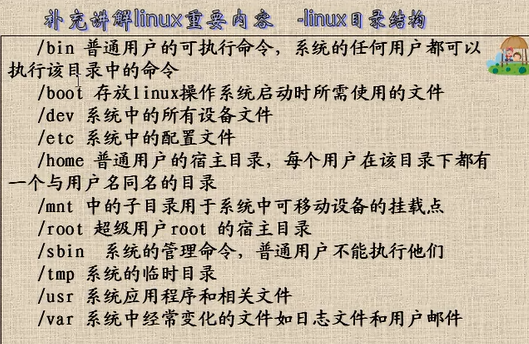 补充讲解linux重要内容 -linux目录结构
/bin 普通用户的可执行命令，系统的任何用户都可以
执行该目录中的命令
/boot 存放linux操作系统启动时所需使用的文件
/dev 系统中的所有设备文件
/etc 系统中的配置文件
/home 普通用户的宿主目录，每个用户在该目录下都有
一个与用户名同名的目录
/mnt 中的子目录用于系统中可移动设备的挂载点
/root 超级用户root 的宿主目录
/sbin 系统的管理命令，普通用户不能执行他们
/tmp 系统的临时目录
/usr 系统应用程序和相关文件
/var 系统中经常变化的文件如日志文件和用户邮件